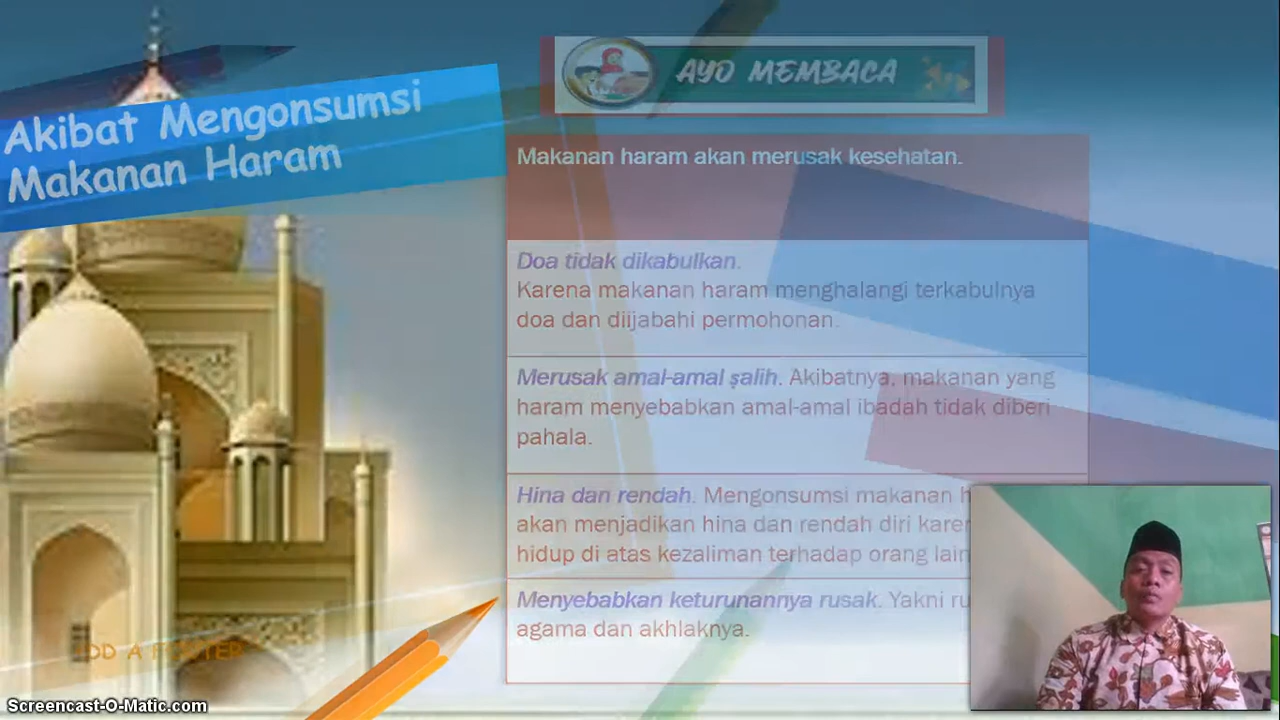 Akibat Mengonsumsi
Makanan Haram
AYO MEMBACA
Makanan haram akan merusak kesehatan.
Doa tidak dikabulkan.
Karena makanan haram menghalangi terkabulnya
doa dan diijabahi permohonan.
Merusak amal-amal ṣalih. Akibatnya, makanan yang
haram menyebabkan amal-amal ibadah tidak diberi
pahala.
Hina dan rendah. Mengonsumsi makanan
akan menjadikan hina dan rendah diri
hidup di atas kezaliman terhadap orang lain
Menyebabkan keturunannya rusak. Yakni
agama dan akhlaknya.
ADD A FOOTER
Screencast-O-Matic.com